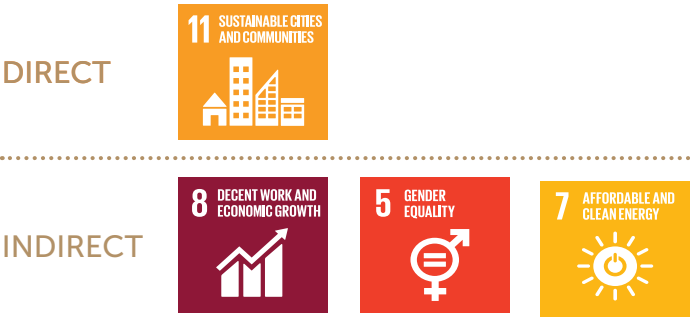 DIRECT
11 SUSTAINABLE CITIES
AND COMMUNITIES
INDIRECT
8 DECENT WORK AND
ECONOMIC GROWTH
5 GENDER
EQUALITY
7 AFFORDABLE AND
CLEAN ENERGY